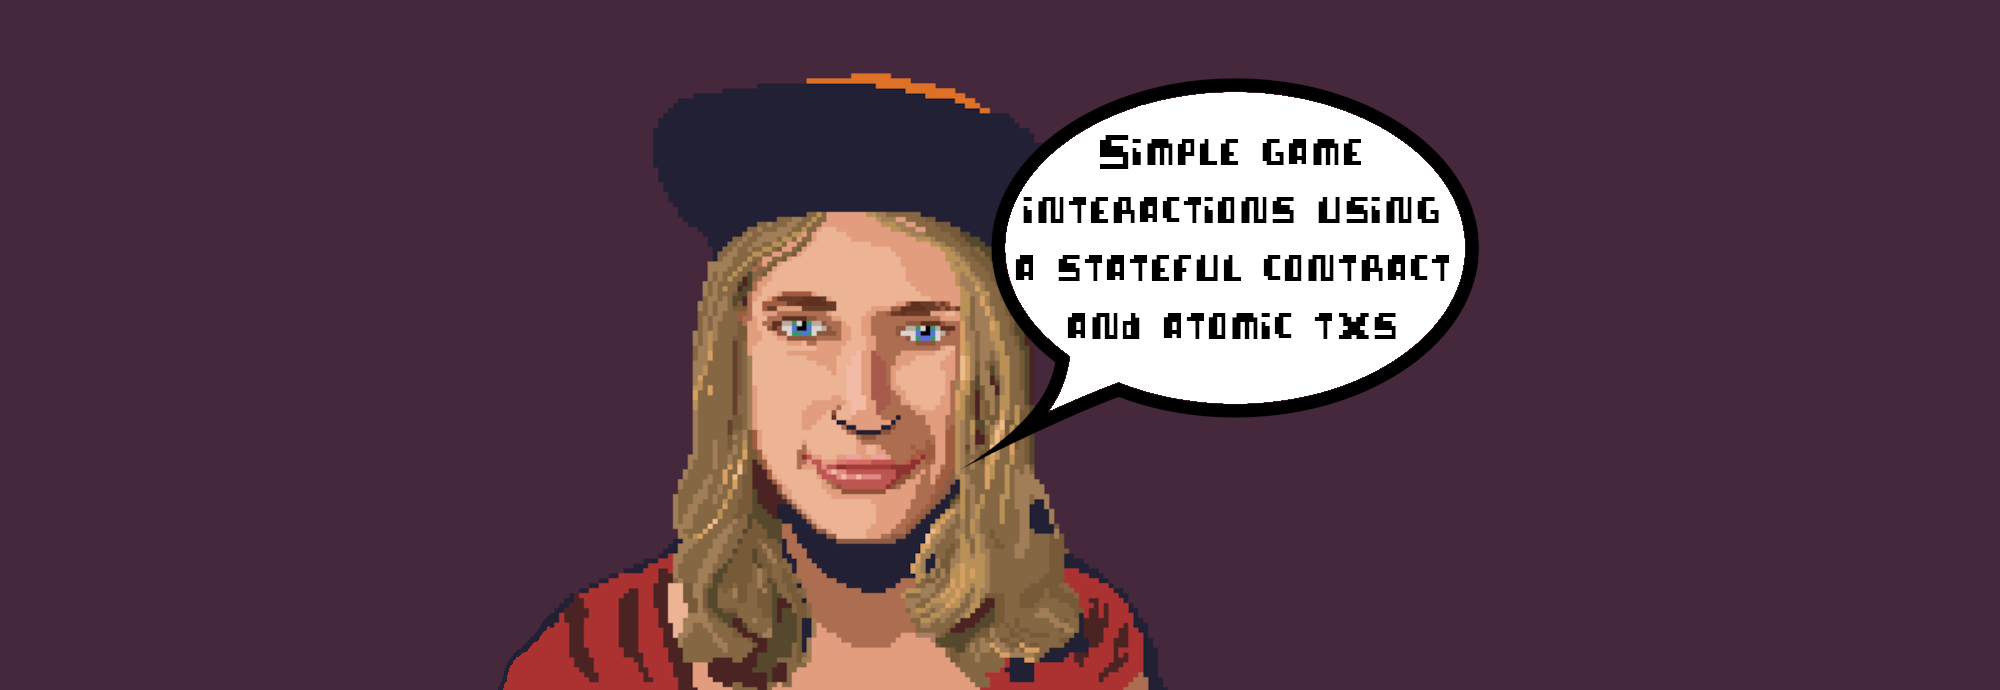 Simple game
interactions using
a stateful contract
and atomic txs